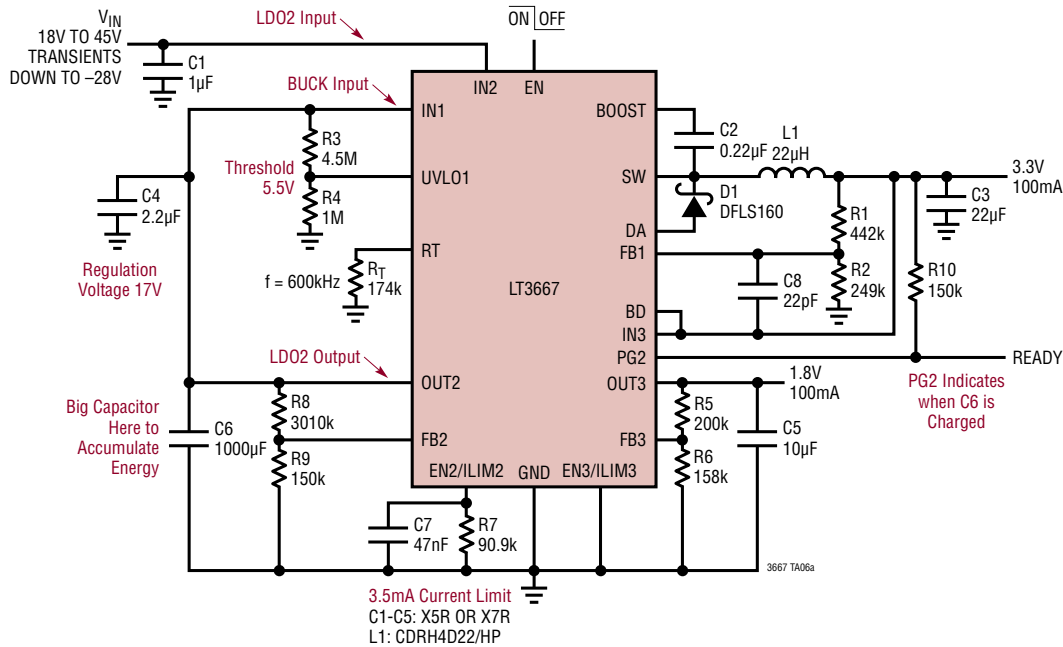 V_IN
18V TO 45V
TRANSIENTS
DOWN TO –28V
C1
1µF
LDO2 Input
ON OFF
BUCK Input
IN2
EN
IN1
BOOST
R3
4.5M
Threshold
5.5V
UVLO1
R4
1M
C2
0.22µF
L1
22µH
SW
D1
DFLS160
3.3V
100mA
C3
22µF
C4
2.2µF
DA
R1
442k
FB1
R2
249k
RT
R_T
174k
f = 600kHz
Regulation
Voltage 17V
LT3667
C8
22pF
R10
150k
BD
IN3
PG2
READY
LDO2 Output
OUT2
OUT3
1.8V
100mA
PG2 Indicates
when C6 is
Charged
Big Capacitor
Here to
Accumulate
Energy
C6
1000µF
R8
3010k
FB2
R9
150k
R5
200k
FB3
R6
158k
C5
10µF
EN2/ILIM2
GND
EN3/ILIM3
C7
47nF
R7
90.9k
3667 TA06a
3.5mA Current Limit
C1-C5: X5R OR X7R
L1: CDRH4D22/HP